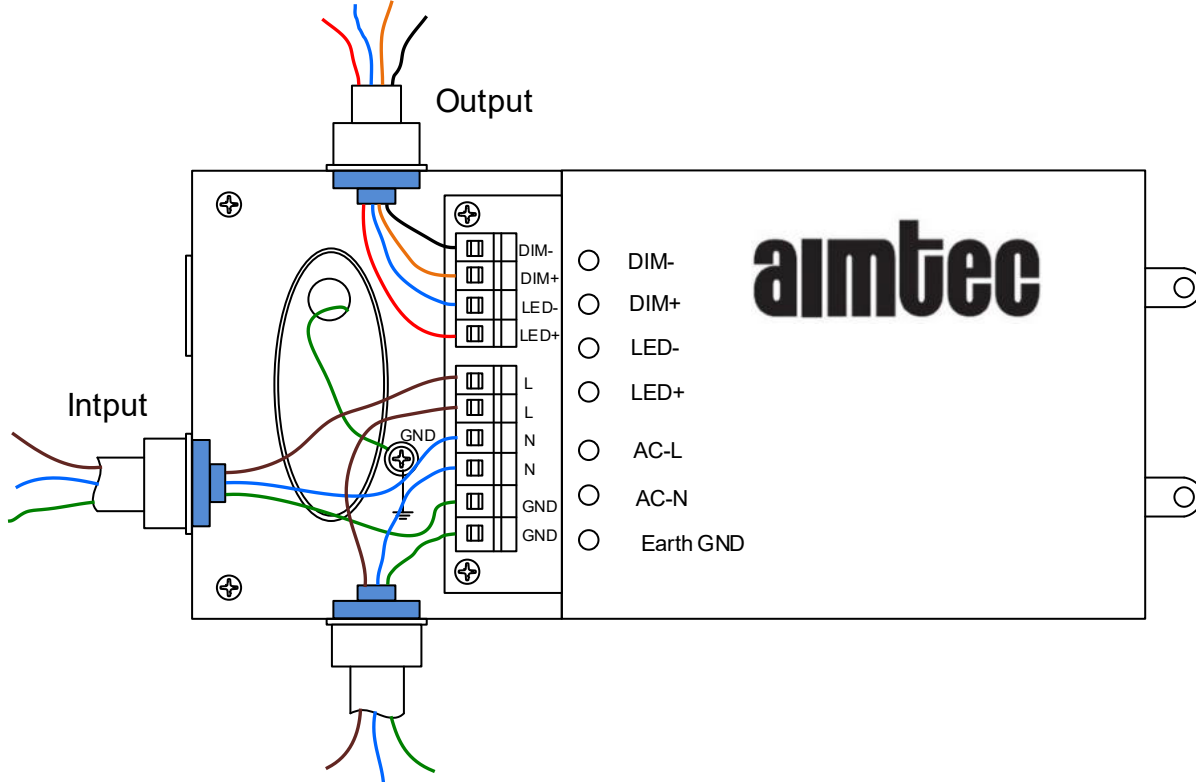 Output
DIM-
DIM+
LED-
LED+
L
L
N
N
GND
GND
GND
Intput
aimtec
DIM-
DIM+
LED-
LED+
AC-L
AC-N
Earth GND